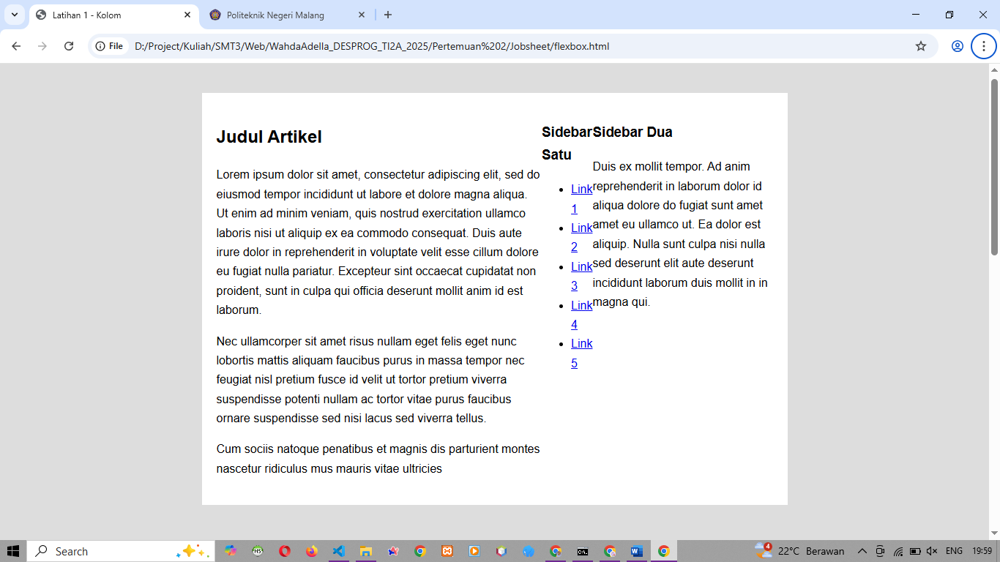 Latihan 1 - Kolom
Politeknik Negeri Malang
File
D:/Project/Kuliah/SMT3/Web/WahdaAdella_DESPROG_TI2A_2025/Pertemuan%202/Jobsheet/flexbox.html
Judul Artikel
Lorem ipsum dolor sit amet, consectetur adipiscing elit, sed do
eiusmod tempor incididunt ut labore et dolore magna aliqua.
Ut enim ad minim veniam, quis nostrud exercitation ullamco
laboris nisi ut aliquip ex ea commodo consequat. Duis aute
irure dolor in reprehenderit in voluptate velit esse cillum dolore
eu fugiat nulla pariatur. Excepteur sint occaecat cupidatat non
proident, sunt in culpa qui officia deserunt mollit anim id est
laborum.
Nec ullamcorper sit amet risus nullam eget felis eget nunc
lobortis mattis aliquam faucibus purus in massa tempor nec
feugiat nisl pretium fusce id velit ut tortor pretium viverra
suspendisse potenti nullam ac tortor vitae purus faucibus
ornare suspendisse sed nisi lacus sed viverra tellus.
Cum sociis natoque penatibus et magnis dis parturient montes
nascetur ridiculus mus mauris vitae ultricies
Sidebar
Satu
Link
1
Link
2
Link
3
Link
4
Link
5
Sidebar Dua
Duis ex mollit tempor. Ad anim
reprehenderit in laborum dolor id
aliqua dolore do fugiat sunt amet
amet eu ullamco ut. Ea dolor est
aliquip. Nulla sunt culpa nisi nulla
sed deserunt elit aute deserunt
incididunt laborum duis mollit in in
magna qui.
Search
HS
4
22°C Berawan
ENG
19:59